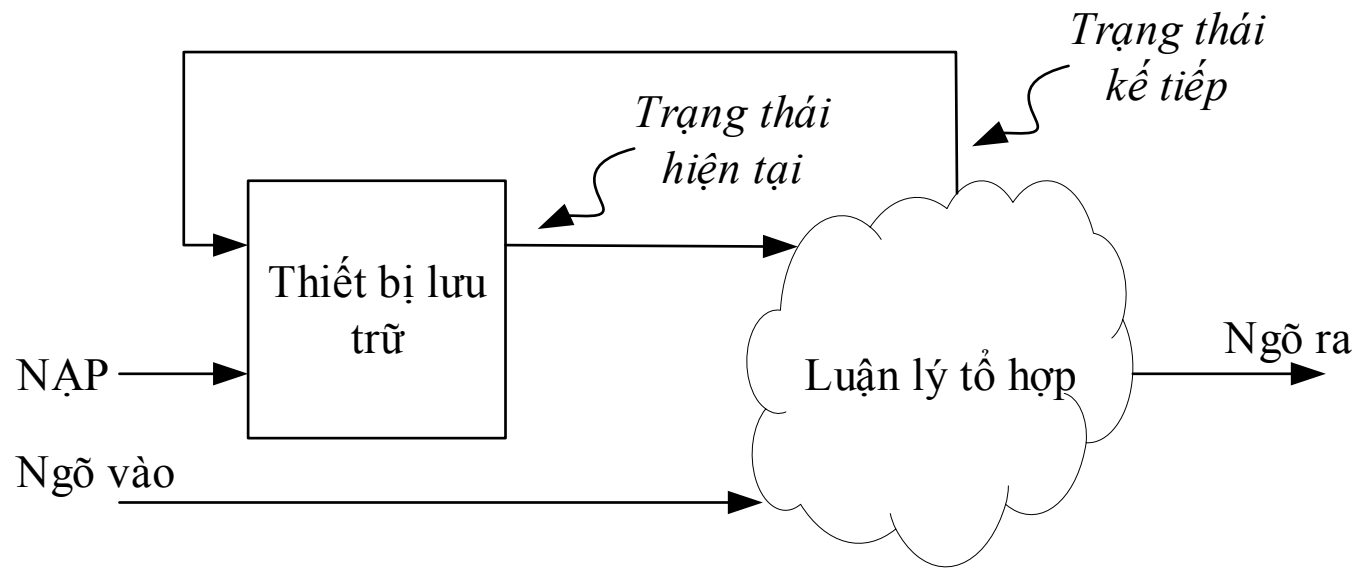 Trạng thái
kế tiếp
Trạng thái
hiện tại
Thiết bị lưu
trữ
NẠP
Ngõ vào
Luận lý tổ hợp
Ngõ ra